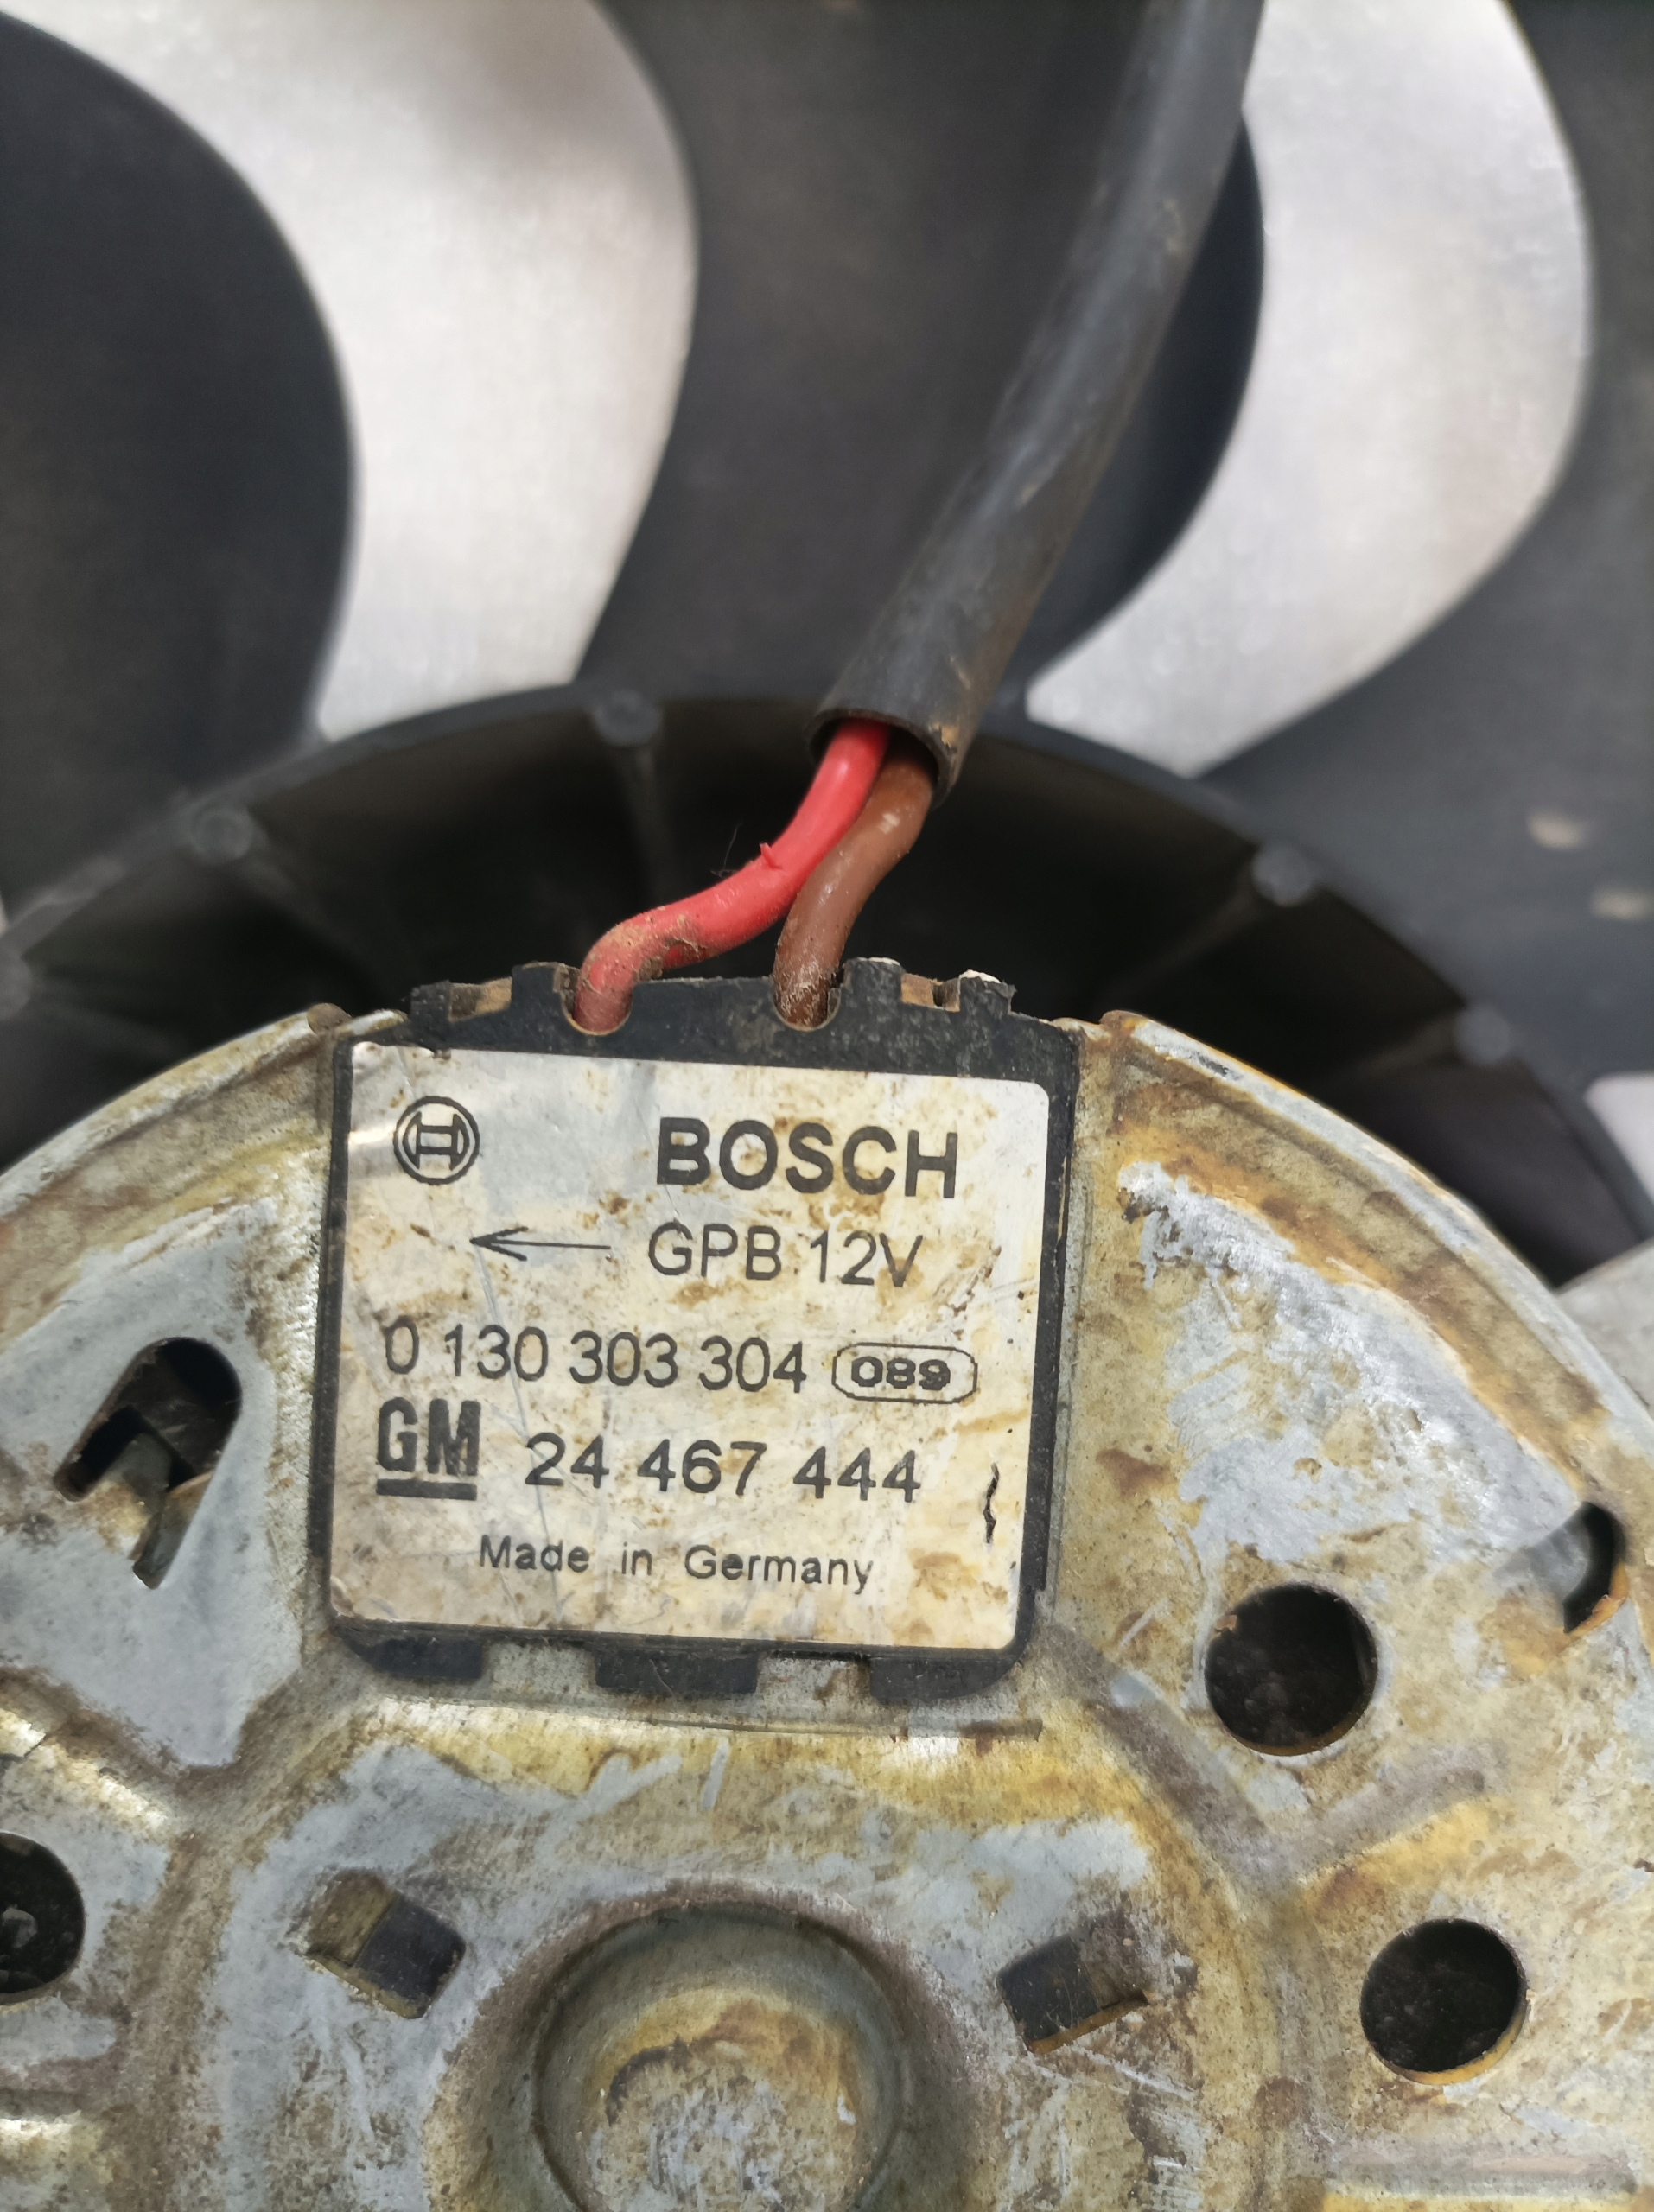 BOSCH
GPB 12V
0 130 303 304 089
GM 24 467 444
Made in Germany